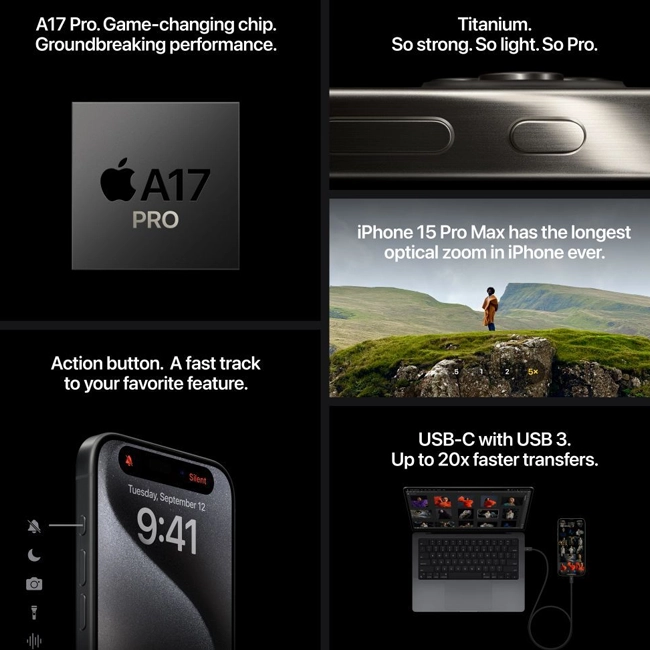 A17 Pro. Game-changing chip.
Groundbreaking performance.
A17
PRO
Titanium.
So strong. So light. So Pro.
iPhone 15 Pro Max has the longest
optical zoom in iPhone ever.
.5 1 2 5×
Action button. A fast track
to your favorite feature.
Silent
Tuesday, September 12
9:41
USB-C with USB 3.
Up to 20x faster transfers.